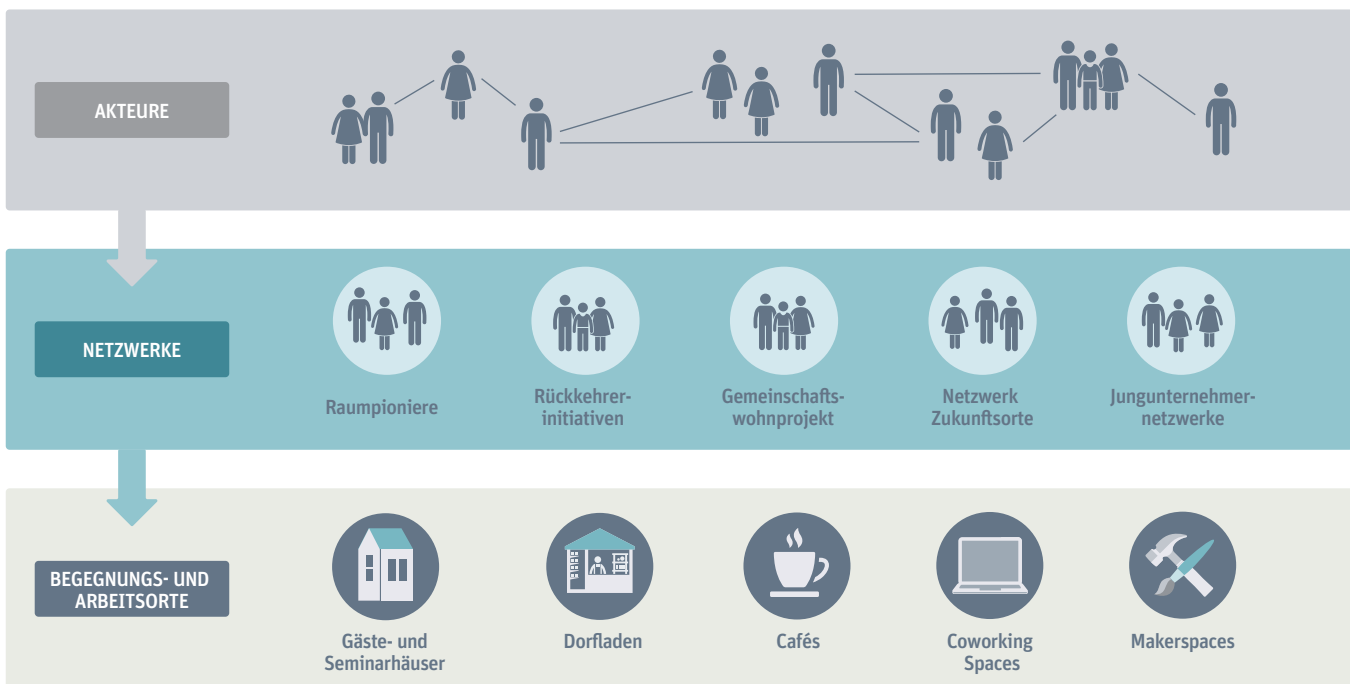 AKTEURE
NETZWERKE
Raumpioniere
Rückkehrer-
initiativen
Gemeinschafts-
wohnprojekt
Netzwerk
Zukunftsorte
Jungunternehmer-
netzwerke
BEGEGNUNGS- UND
ARBEITSORTE
Gäste- und
Seminarhäuser
Dorfladen
Cafés
Coworking
Spaces
Makerspaces